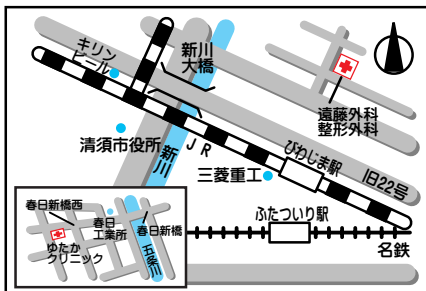 キリン
ビール
新川
大橋
遠藤外科
整形外科
清須市役所
新川
JR
びわじま駅
三菱重工
旧22号
春日新橋西
春日
工業所
春日新橋
ゆたか
クリニック
五条川
ふたついり駅
名鉄